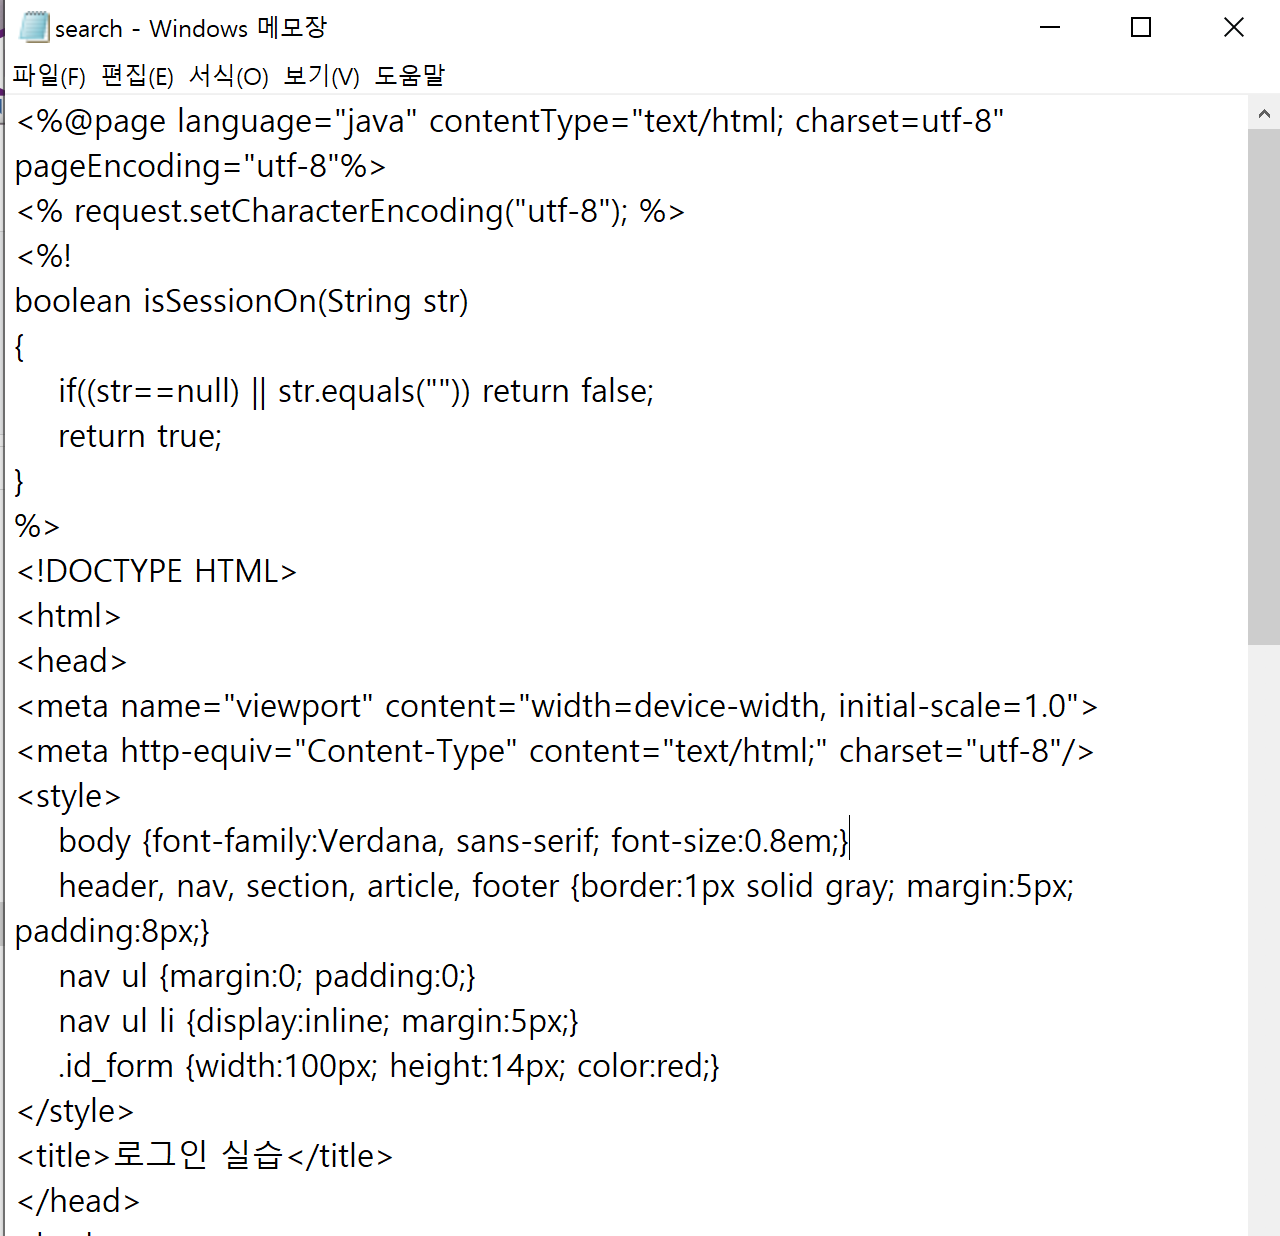 search - Windows 메모장
파일(F) 편집(E) 서식(O) 보기(V) 도움말
<%@page language="java" contentType="text/html; charset=utf-8"
pageEncoding="utf-8"%>
<% request.setCharacterEncoding("utf-8"); %>
<%!
boolean isSessionOn(String str)
{
if((str==null) || str.equals("")) return false;
return true;
}
%>
<!DOCTYPE HTML>
<html>
<head>
<meta name="viewport" content="width=device-width, initial-scale=1.0">
<meta http-equiv="Content-Type" content="text/html;" charset="utf-8"/>
<style>
body {font-family:Verdana, sans-serif; font-size:0.8em;}
header, nav, section, article, footer {border:1px solid gray; margin:5px;
padding:8px;}
nav ul {margin:0; padding:0;}
nav ul li {display:inline; margin:5px;}
.id_form {width:100px; height:14px; color:red;}
</style>
<title>로그인 실습</title>
</head>